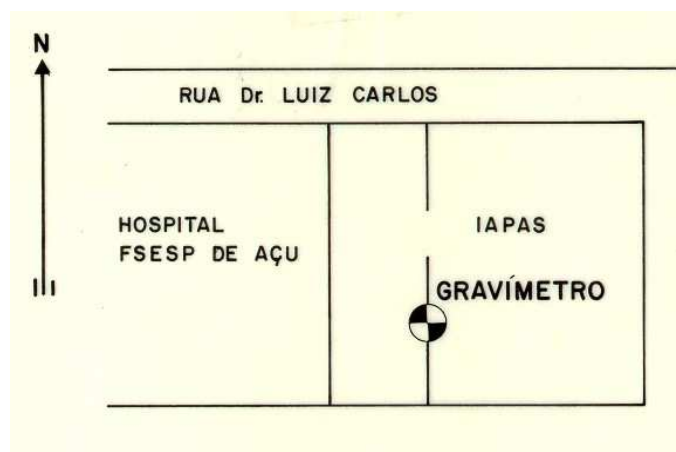 N
RUA Dr. LUIZ CARLOS
HOSPITAL
FSESP DE AÇU
IAPAS
GRAVÍMETRO